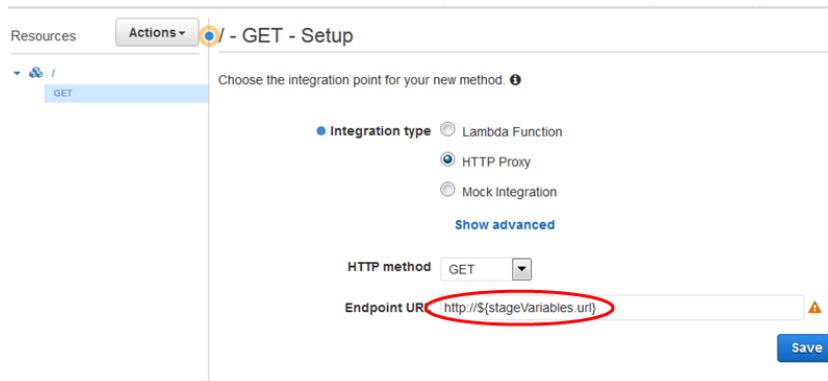 Resources
Actions
/ - GET - Setup
/
GET
Choose the integration point for your new method.
Integration type
Lambda Function
HTTP Proxy
Mock Integration
Show advanced
HTTP method
GET
Endpoint URL
http://${stageVariables.url}
Save